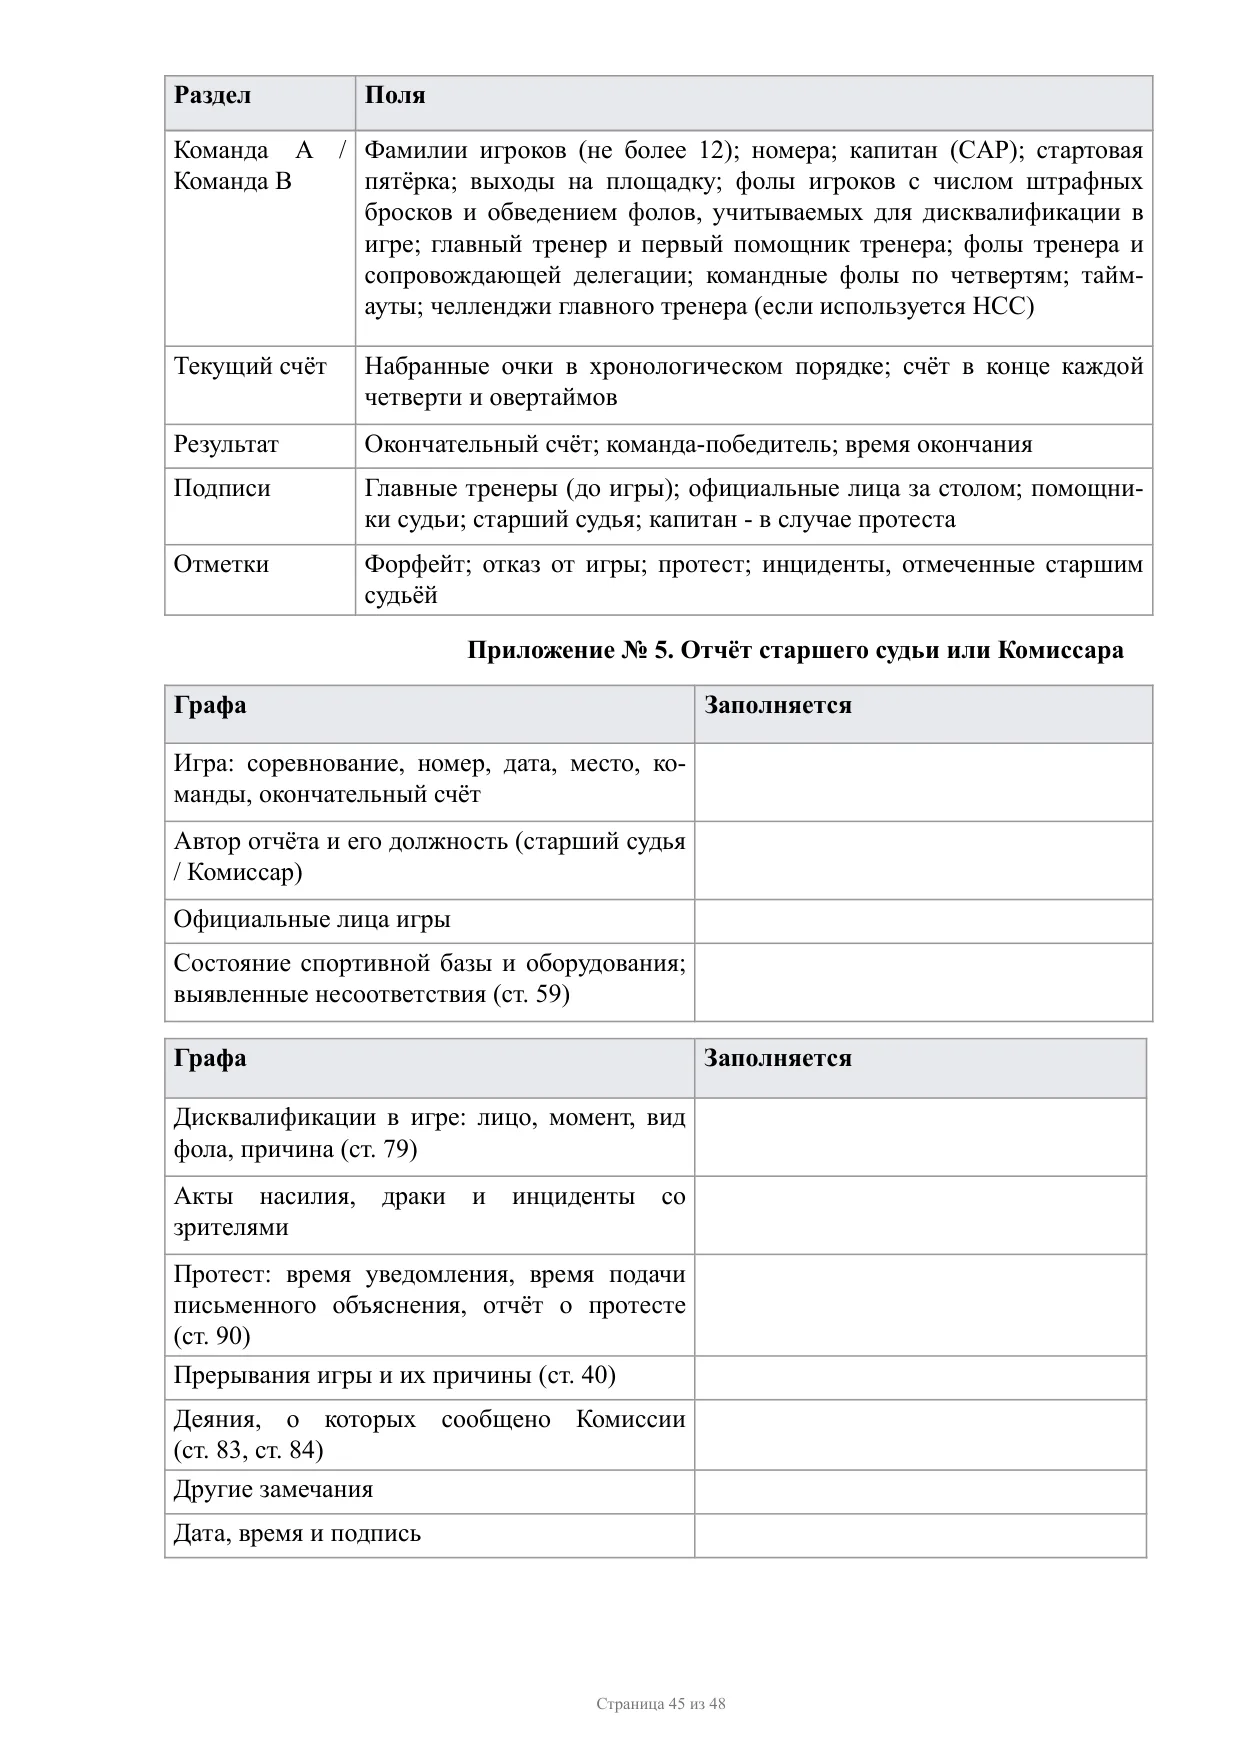 Раздел
Поля
Команда А /
Команда В
Фамилии игроков (не более 12); номера; капитан (CAP); стартовая
пятёрка; выходы на площадку; фолы игроков с числом штрафных
бросков и обведением фолов, учитываемых для дисквалификации в
игре; главный тренер и первый помощник тренера; фолы тренера и
сопровождающей делегации; командные фолы по четвертям; тайм-
ауты; челленджи главного тренера (если используется НСС)
Текущий счёт
Набранные очки в хронологическом порядке; счёт в конце каждой
четверти и овертаймов
Результат
Окончательный счёт; команда-победитель; время окончания
Подписи
Главные тренеры (до игры); официальные лица за столом; помощни-
ки судьи; старший судья; капитан - в случае протеста
Отметки
Форфейт; отказ от игры; протест; инциденты, отмеченные старшим
судьёй
Приложение № 5. Отчёт старшего судьи или Комиссара
Графа
Заполняется
Игра: соревнование, номер, дата, место, ко-
манды, окончательный счёт
Автор отчёта и его должность (старший судья
/ Комиссар)
Официальные лица игры
Состояние спортивной базы и оборудования;
выявленные несоответствия (ст. 59)
Графа
Заполняется
Дисквалификации в игре: лицо, момент, вид
фола, причина (ст. 79)
Акты насилия, драки и инциденты со
зрителями
Протест: время уведомления, время подачи
письменного объяснения, отчёт о протесте
(ст. 90)
Прерывания игры и их причины (ст. 40)
Деяния, о которых сообщено Комиссии
(ст. 83, ст. 84)
Другие замечания
Дата, время и подпись
Страница 45 из 48